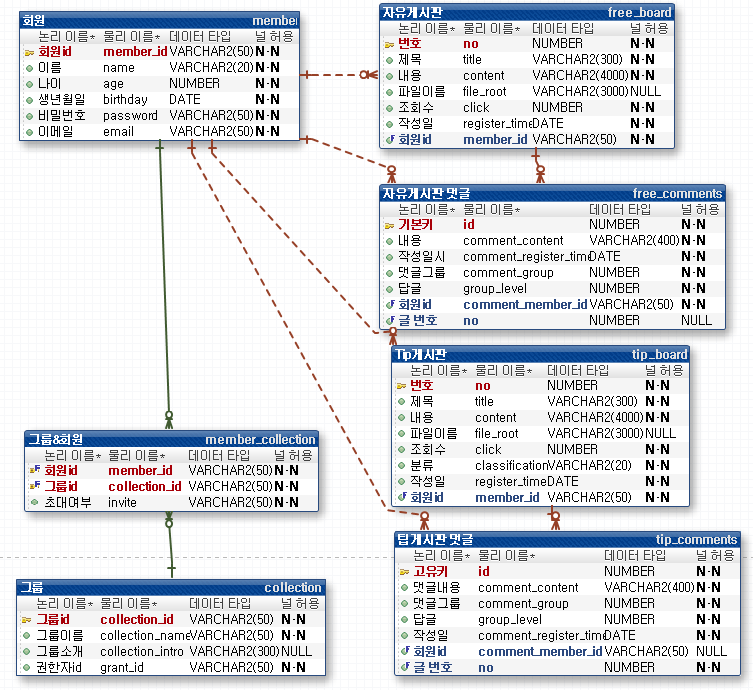 회원 member
논리 이름* 물리 이름* 데이터 타입 널 허용
회원id member_id VARCHAR2(50) N-N
이름 name VARCHAR2(20) N-N
나이 age NUMBER N-N
생년월일 birthday DATE N-N
비밀번호 password VARCHAR2(50) N-N
이메일 email VARCHAR2(50) N-N
자유게시판 free_board
논리 이름* 물리 이름* 데이터 타입 널 허용
번호 no NUMBER N-N
제목 title VARCHAR2(300) N-N
내용 content VARCHAR2(4000) N-N
파일이름 file_root VARCHAR2(3000) NULL
조회수 click NUMBER N-N
작성일 register_time DATE N-N
회원id member_id VARCHAR2(50) N-N
자유게시판 댓글 free_comments
논리 이름* 물리 이름* 데이터 타입 널 허용
기본키 id NUMBER N-N
내용 comment_content VARCHAR2(400) N-N
작성일시 comment_register_time DATE N-N
댓글그룹 comment_group NUMBER N-N
답글 group_level NUMBER N-N
회원id comment_member_id VARCHAR2(50) N-N
글 번호 no NUMBER NULL
Tip게시판 tip_board
논리 이름* 물리 이름* 데이터 타입 널 허용
번호 no NUMBER N-N
제목 title VARCHAR2(300) N-N
내용 content VARCHAR2(4000) N-N
파일이름 file_root VARCHAR2(3000) NULL
조회수 click NUMBER N-N
분류 classification VARCHAR2(20) N-N
작성일 register_time DATE N-N
회원id member_id VARCHAR2(50) N-N
그룹&회원 member_collection
논리 이름* 물리 이름* 데이터 타입 널 허용
회원id member_id VARCHAR2(50) N-N
그룹id collection_id VARCHAR2(50) N-N
초대여부 invite VARCHAR2(50) N-N
팁게시판 댓글 tip_comments
논리 이름* 물리 이름* 데이터 타입 널 허용
고유키 id NUMBER N-N
댓글내용 comment_content VARCHAR2(400) N-N
댓글그룹 comment_group NUMBER N-N
답글 group_level NUMBER N-N
작성일 comment_register_time DATE N-N
회원id comment_member_id VARCHAR2(50) NULL
글 번호 no NUMBER N-N
그룹 collection
논리 이름* 물리 이름* 데이터 타입 널 허용
그룹id collection_id VARCHAR2(50) N-N
그룹이름 collection_name VARCHAR2(50) N-N
그룹소개 collection_intro VARCHAR2(300) NULL
권한자id grant_id VARCHAR2(50) N-N